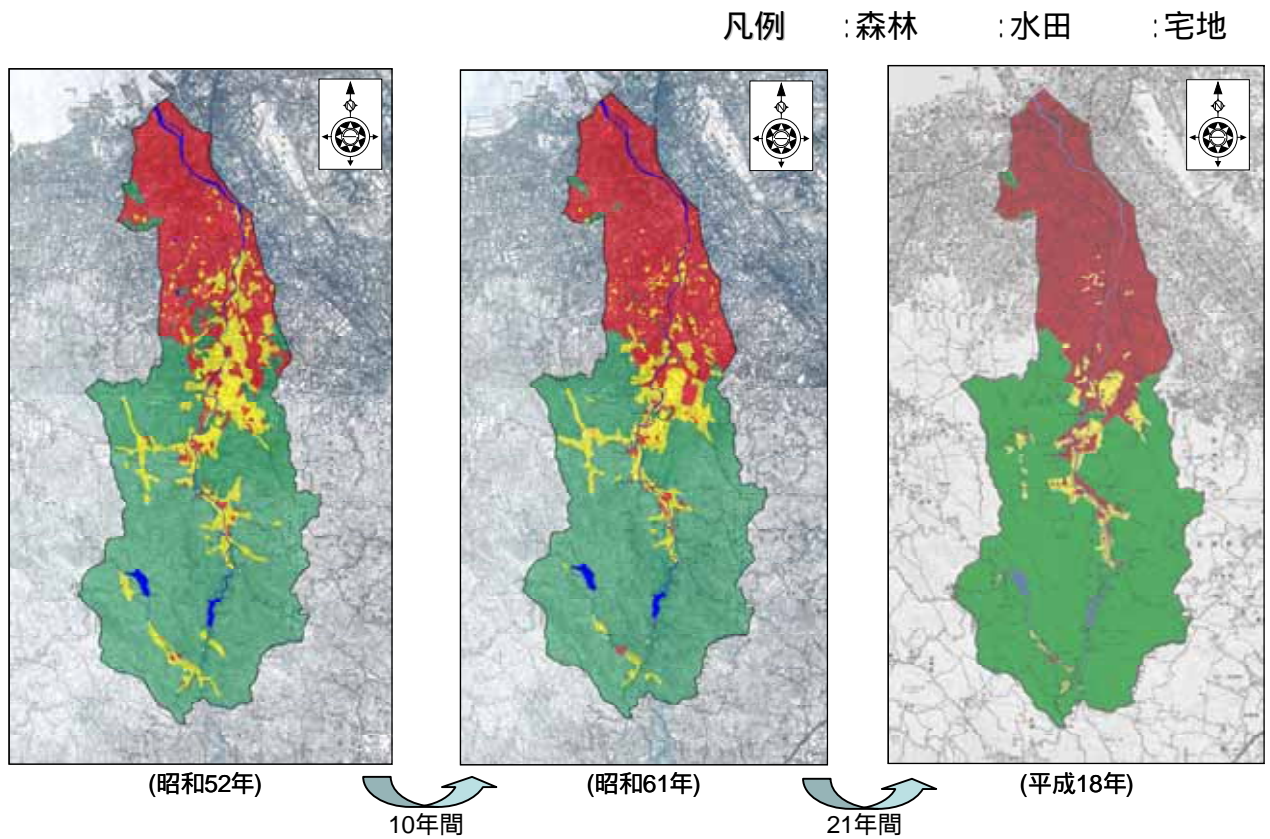 凡例 :森林 :水田 :宅地
(昭和52年) (昭和61年) (平成18年)
10年間 21年間